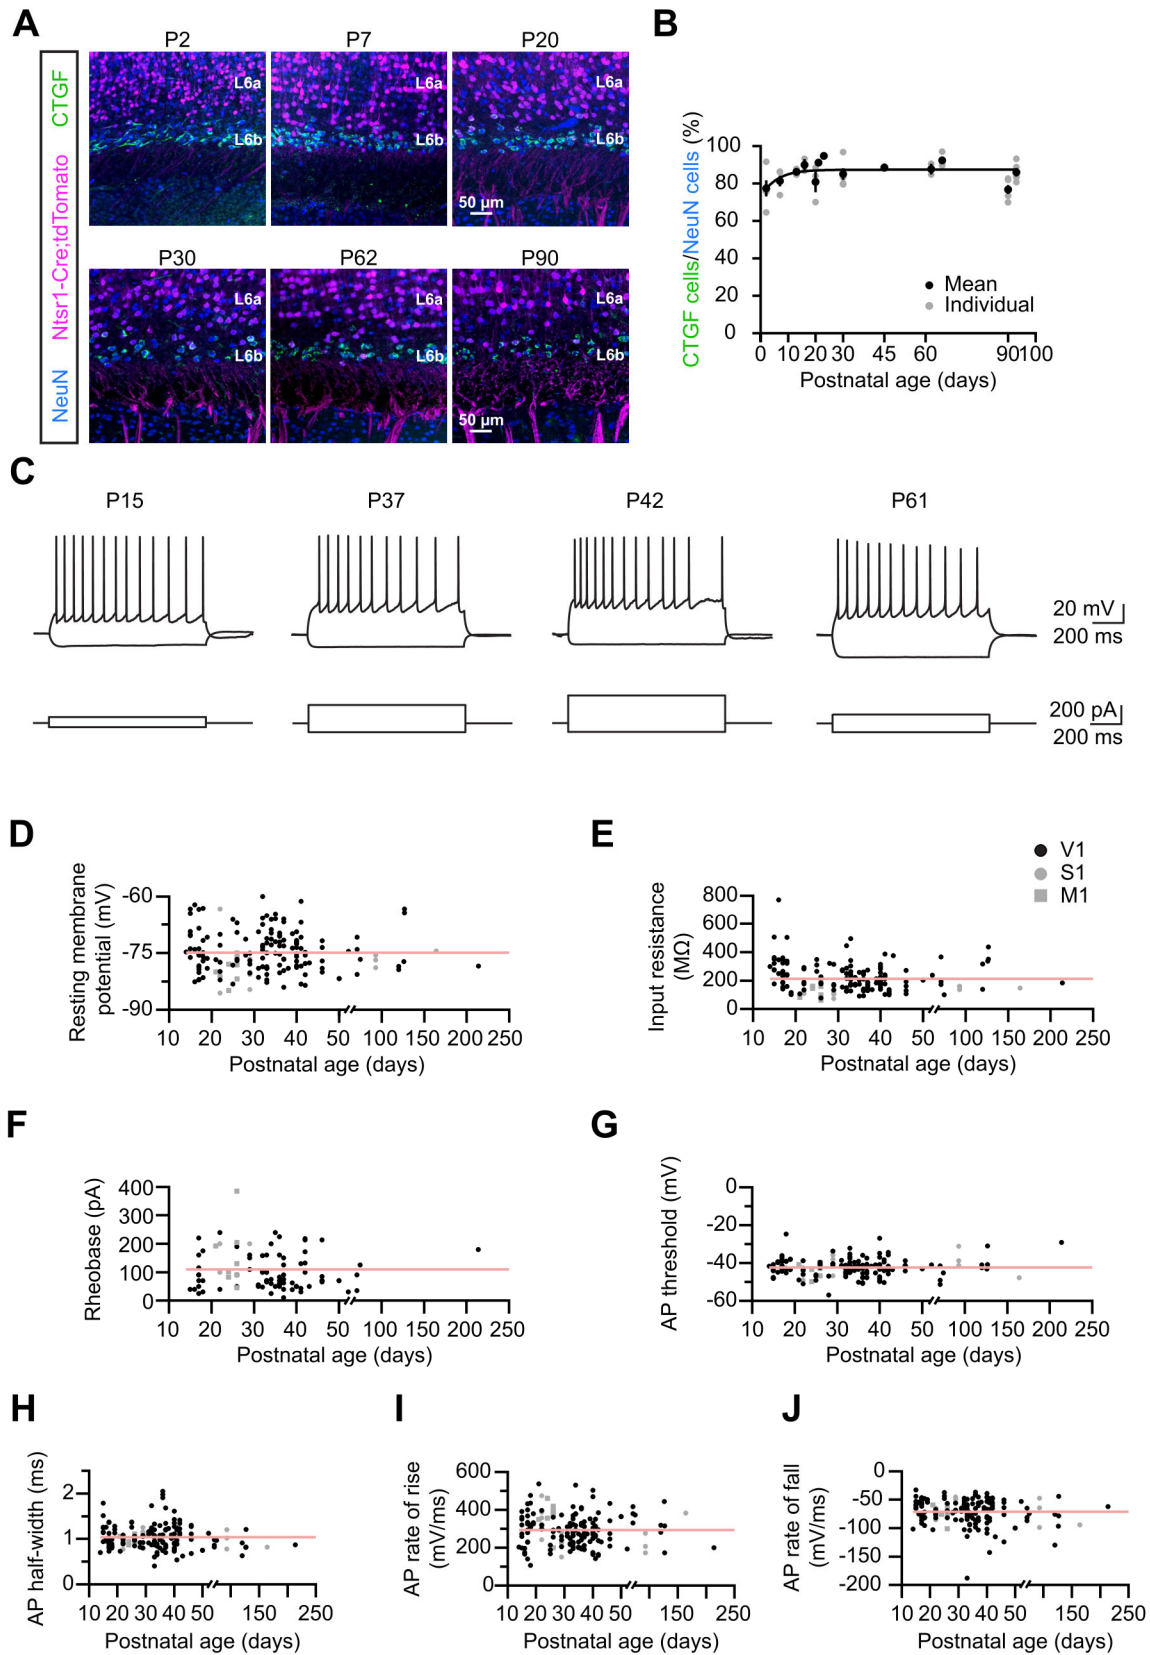 A
P2
P7
P20
NeuN Ntsr1-Cre;tdTomato CTGF
L6a
L6b
L6a
L6b
L6a
L6b
50 µm
P30
P62
P90
L6a
L6b
L6a
L6b
L6a
L6b
50 µm
B
CTGF cells/NeuN cells (%)
100
80
60
40
20
0
Mean
Individual
0 10 20 30 45 60 90 100
Postnatal age (days)
C
P15
P37
P42
P61
20 mV
200 ms
200 pA
200 ms
D
Resting membrane
potential (mV)
-60
-75
-90
10 20 30 40 50 100 150 200 250
Postnatal age (days)
E
V1
S1
M1
Input resistance
(MΩ)
800
600
400
200
0
10 20 30 40 50 100 150 200 250
Postnatal age (days)
F
Rheobase (pA)
400
300
200
100
0
10 20 30 40 50 100 150 200 250
Postnatal age (days)
G
AP threshold (mV)
0
-20
-40
-60
10 20 30 40 50 100 150 200 250
Postnatal age (days)
H
AP half-width (ms)
2
1
0
10 20 30 40 50 150 250
Postnatal age (days)
I
AP rate of rise
(mV/ms)
600
400
200
0
10 20 30 40 50 150 250
Postnatal age (days)
J
AP rate of fall
(mV/ms)
0
-50
-100
-150
-200
10 20 30 40 50 150 250
Postnatal age (days)